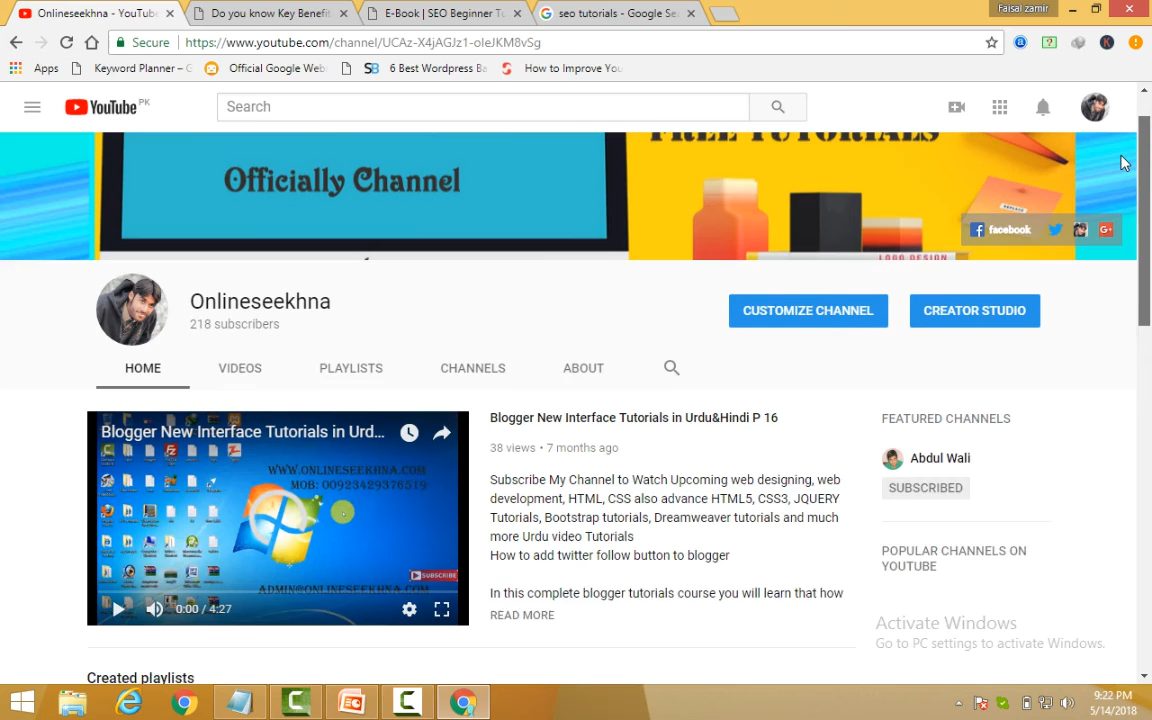 Onlineseekhna - YouTube
Do you know Key Benefit
E-Book | SEO Beginner Tu
seo tutorials - Google Sea
Faisal zamir
Secure
https://www.youtube.com/channel/UCAz-X4jAGJz1-oleJKM8vSg
Apps
Keyword Planner – G
Official Google Web
SB
6 Best Wordpress Ba
How to Improve You
YouTube PK
Search
Officially Channel
FREE TUTORIALS
REPLACE
facebook
LOGO DESIGN
Onlineseekhna
218 subscribers
CUSTOMIZE CHANNEL
CREATOR STUDIO
HOME
VIDEOS
PLAYLISTS
CHANNELS
ABOUT
Blogger New Interface Tutorials in Urd...
WWW.ONLINESEEKHNA.COM
MOB: 00923429376519
SUBSCRIBE
ADMIN@ONLINESEEKHNA.COM
0:00 / 4:27
Blogger New Interface Tutorials in Urdu&Hindi P 16
38 views • 7 months ago
Subscribe My Channel to Watch Upcoming web designing, web
development, HTML, CSS also advance HTML5, CSS3, JQUERY
Tutorials, Bootstrap tutorials, Dreamweaver tutorials and much
more Urdu video Tutorials
How to add twitter follow button to blogger
In this complete blogger tutorials course you will learn that how
READ MORE
FEATURED CHANNELS
Abdul Wali
SUBSCRIBED
POPULAR CHANNELS ON
YOUTUBE
Activate Windows
Go to PC settings to activate Windows.
Created playlists
9:22 PM
5/14/2018